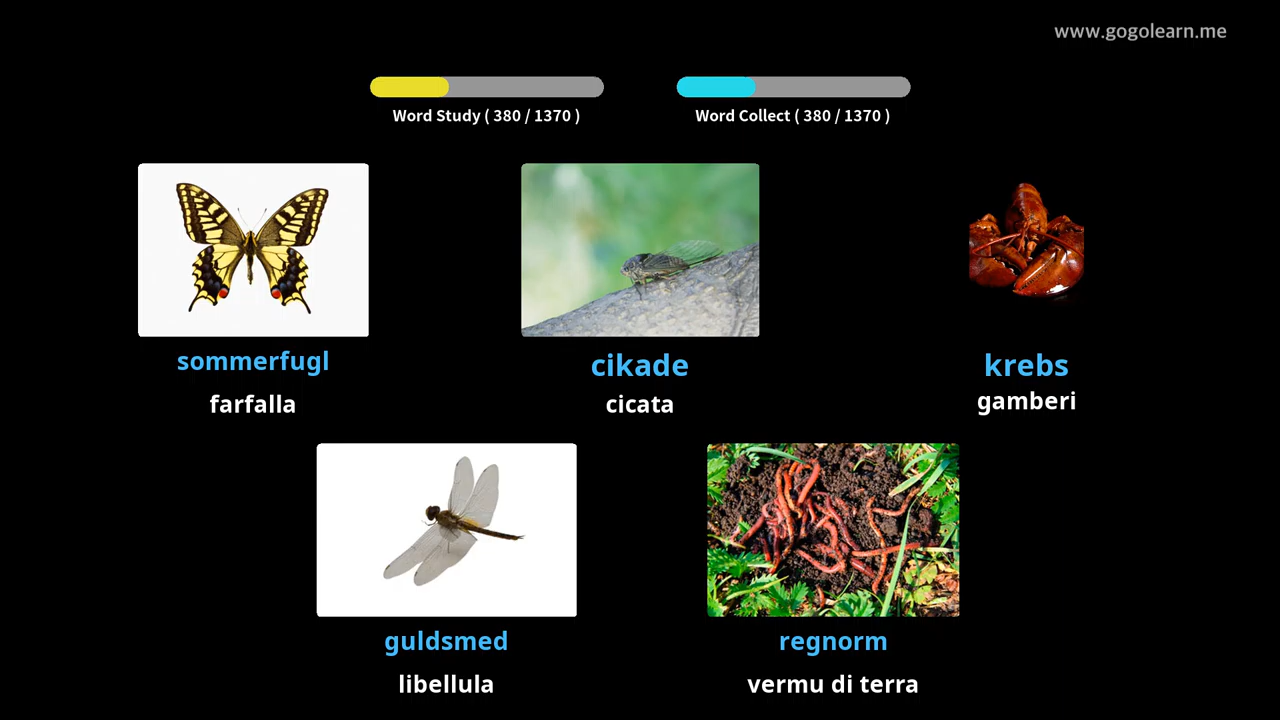 www.gogolearn.me
Word Study ( 380 / 1370 )
Word Collect ( 380 / 1370 )
sommerfugl
farfalla
cikade
cicata
krebs
gamberi
guldsmed
libellula
regnorm
vermu di terra